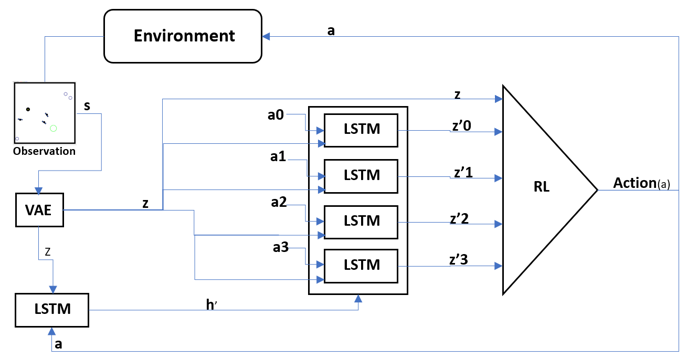 Environment
a
s
Observation
z
a0
LSTM
z'0
a1
LSTM
z'1
RL
Action(a)
VAE
z
a2
LSTM
z'2
z
a3
LSTM
z'3
LSTM
h'
a